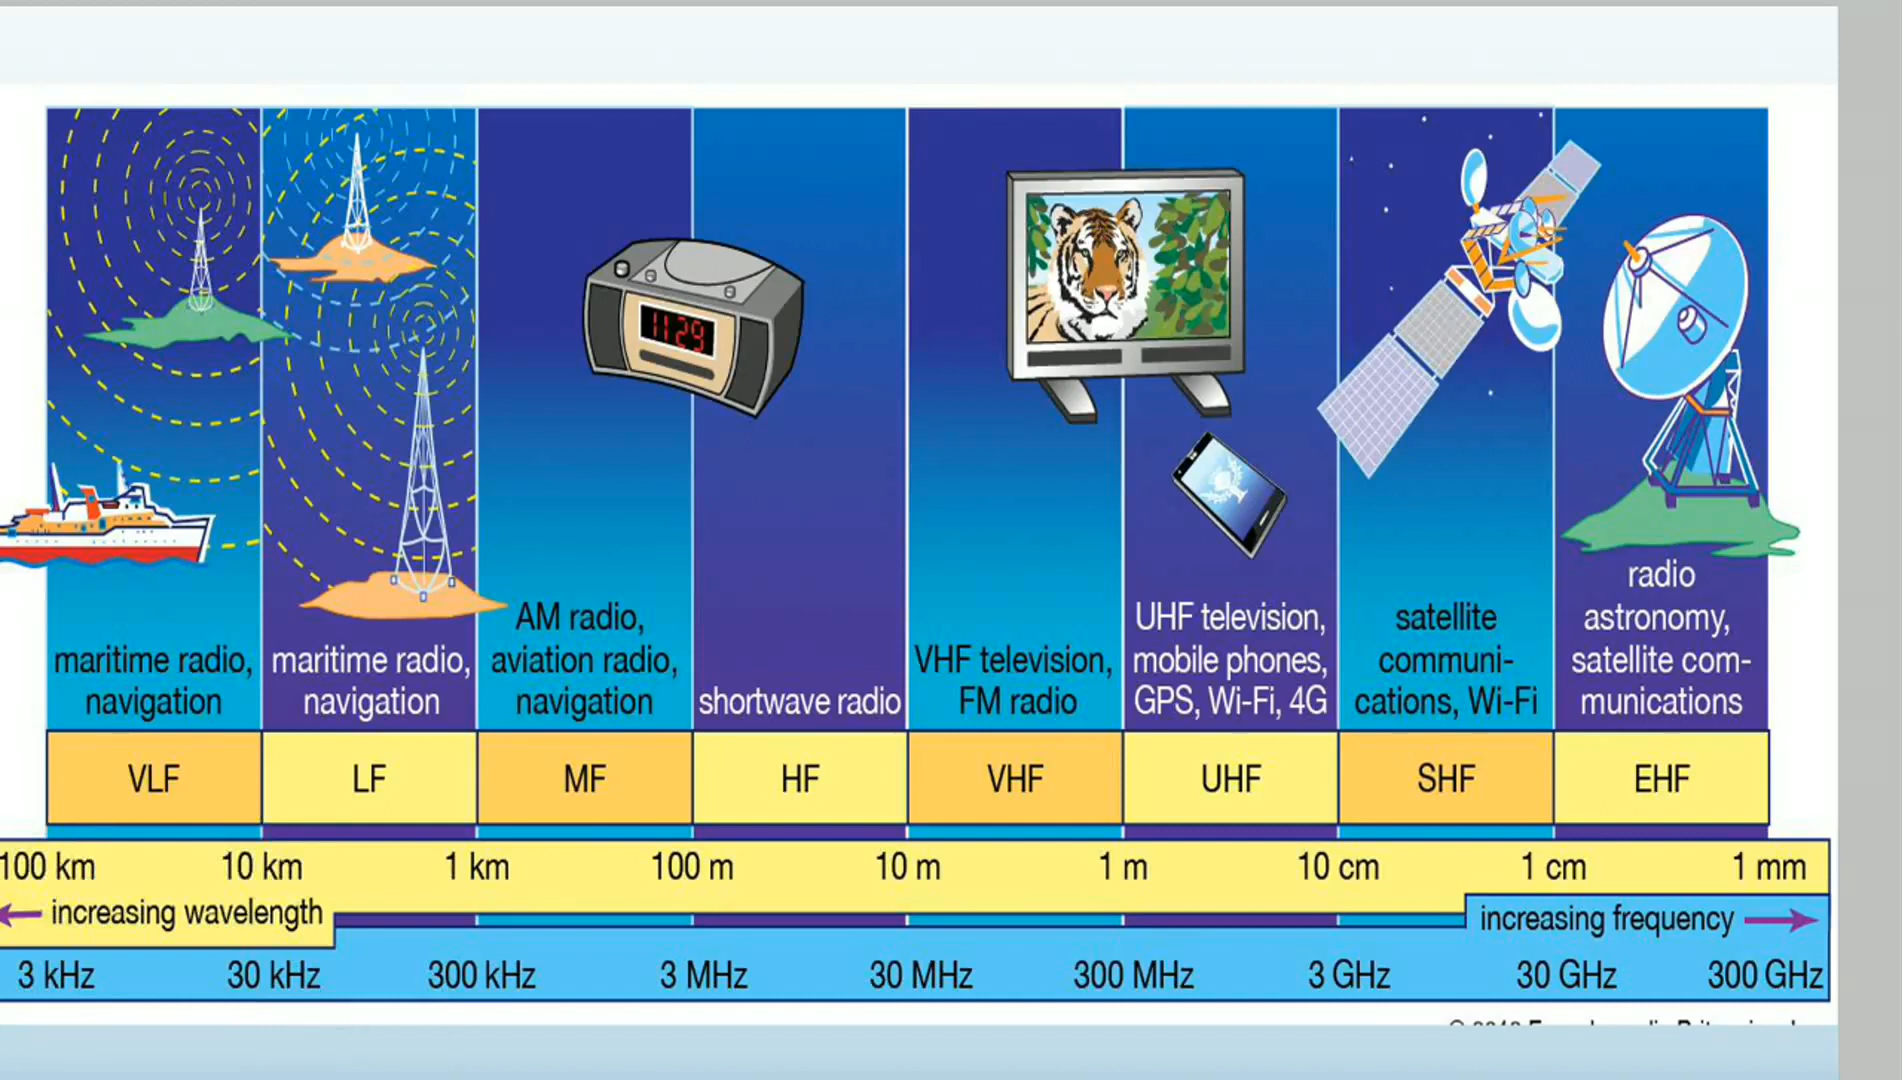 1129
maritime radio,
navigation
maritime radio,
navigation
AM radio,
aviation radio,
navigation
shortwave radio
VHF television,
FM radio
UHF television,
mobile phones,
GPS, Wi-Fi, 4G
satellite
communi-
cations, Wi-Fi
radio
astronomy,
satellite com-
munications
VLF LF MF HF VHF UHF SHF EHF
100 km 10 km 1 km 100 m 10 m 1 m 10 cm 1 cm 1 mm
increasing wavelength increasing frequency
3 kHz 30 kHz 300 kHz 3 MHz 30 MHz 300 MHz 3 GHz 30 GHz 300 GHz